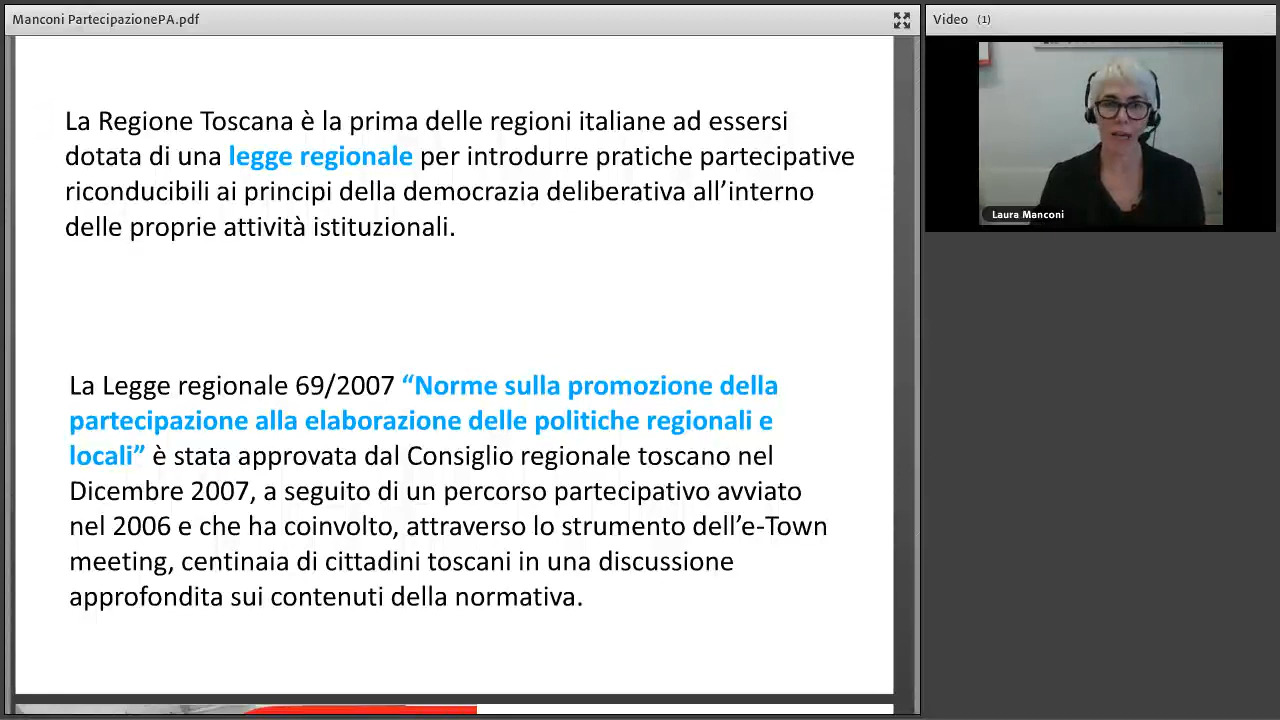 Manconi PartecipazionePA.pdf
Video (1)
La Regione Toscana è la prima delle regioni italiane ad essersi
dotata di una legge regionale per introdurre pratiche partecipative
riconducibili ai principi della democrazia deliberativa all’interno
delle proprie attività istituzionali.
La Legge regionale 69/2007 “Norme sulla promozione della
partecipazione alla elaborazione delle politiche regionali e
locali” è stata approvata dal Consiglio regionale toscano nel
Dicembre 2007, a seguito di un percorso partecipativo avviato
nel 2006 e che ha coinvolto, attraverso lo strumento dell’e-Town
meeting, centinaia di cittadini toscani in una discussione
approfondita sui contenuti della normativa.
Laura Manconi